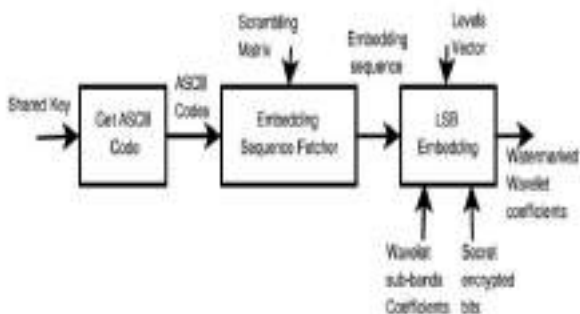 Shared Key
Get ASCII
Code
ASCII
Codes
Scrambling
Matrix
Embedding
Sequence Fetcher
Embedding
sequence
Levels
Vector
LSB
Embedding
Watermarked
Wavelet
coefficients
Wavelet
sub-bands
Coefficients
Secret
encrypted
bits